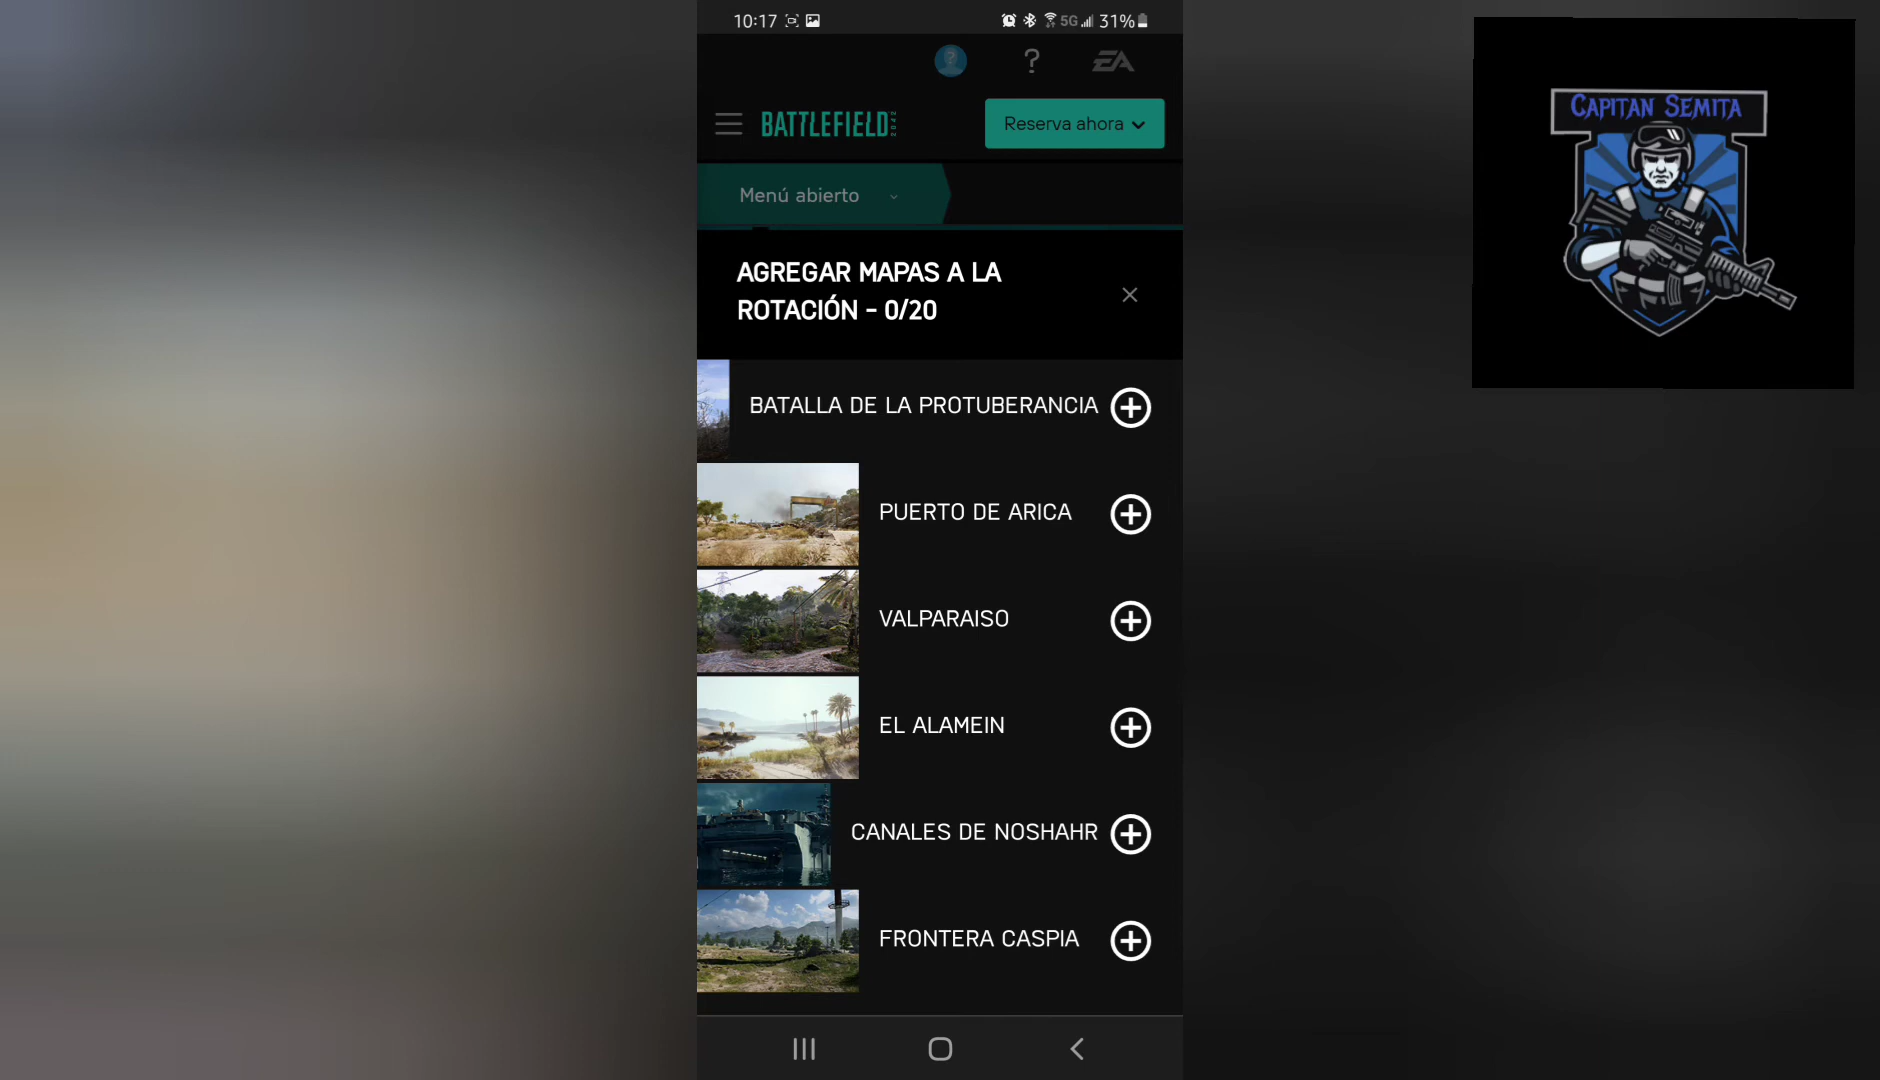 10:17 5G 31%
? EA
BATTLEFIELD 2042 Reserva ahora
Menú abierto
AGREGAR MAPAS A LA
ROTACIÓN - 0/20
BATALLA DE LA PROTUBERANCIA
PUERTO DE ARICA
VALPARAISO
EL ALAMEIN
CANALES DE NOSHAHR
FRONTERA CASPIA
CAPITAN SEMITA